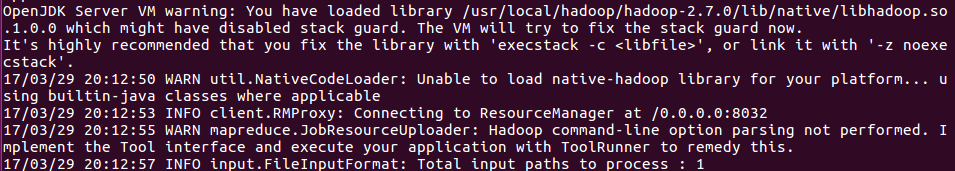 OpenJDK Server VM warning: You have loaded library /usr/local/hadoop/hadoop-2.7.0/lib/native/libhadoop.so
.1.0.0 which might have disabled stack guard. The VM will try to fix the stack guard now.
It's highly recommended that you fix the library with 'execstack -c <libfile>', or link it with '-z noexe
cstack'.
17/03/29 20:12:50 WARN util.NativeCodeLoader: Unable to load native-hadoop library for your platform... u
sing builtin-java classes where applicable
17/03/29 20:12:53 INFO client.RMProxy: Connecting to ResourceManager at /0.0.0.0:8032
17/03/29 20:12:55 WARN mapreduce.JobResourceUploader: Hadoop command-line option parsing not performed. I
mplement the Tool interface and execute your application with ToolRunner to remedy this.
17/03/29 20:12:57 INFO input.FileInputFormat: Total input paths to process : 1